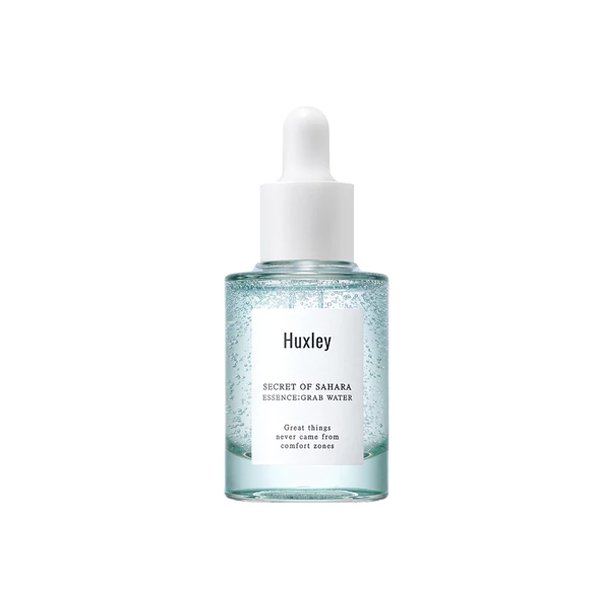 Huxley
SECRET OF SAHARA
ESSENCE;GRAB WATER
Great things
never came from
comfort zones